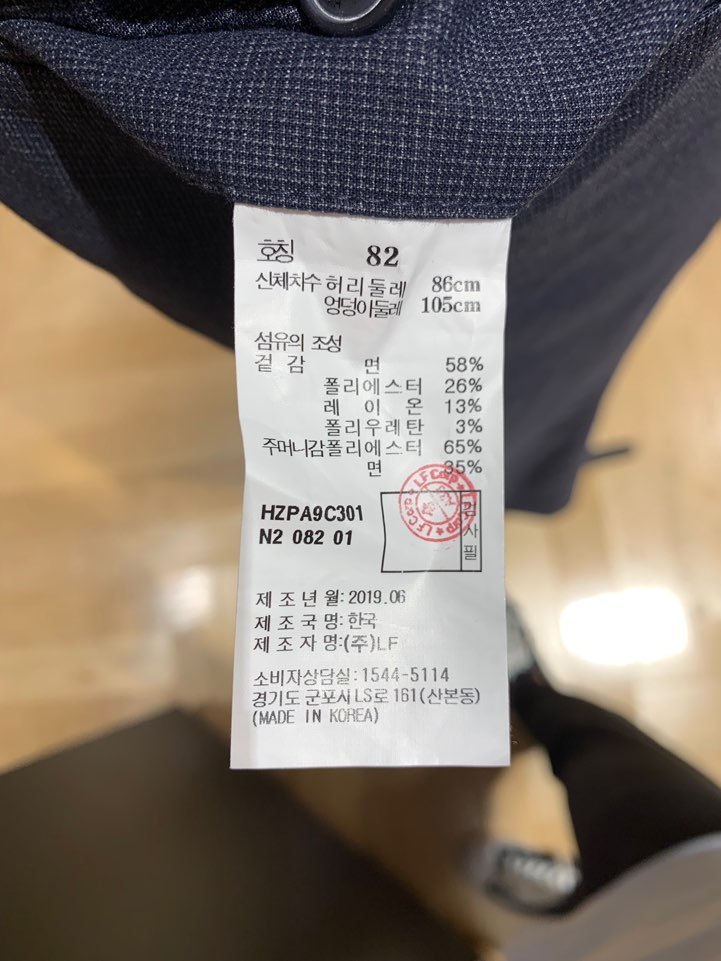 호칭 82
신체치수 허리둘레 86cm
엉덩이둘레 105cm
섬유의 조성
겉감 면 58%
폴리에스터 26%
레이온 13%
폴리우레탄 3%
주머니감폴리에스터 65%
면 35%
HZPA9C301
N2 082 01
검사필
LF Corp LF Corp
제조년월: 2019.06
제조국명: 한국
제조자명:(주)LF
소비자상담실: 1544-5114
경기도 군포시 LS로 161(산본동)
(MADE IN KOREA)